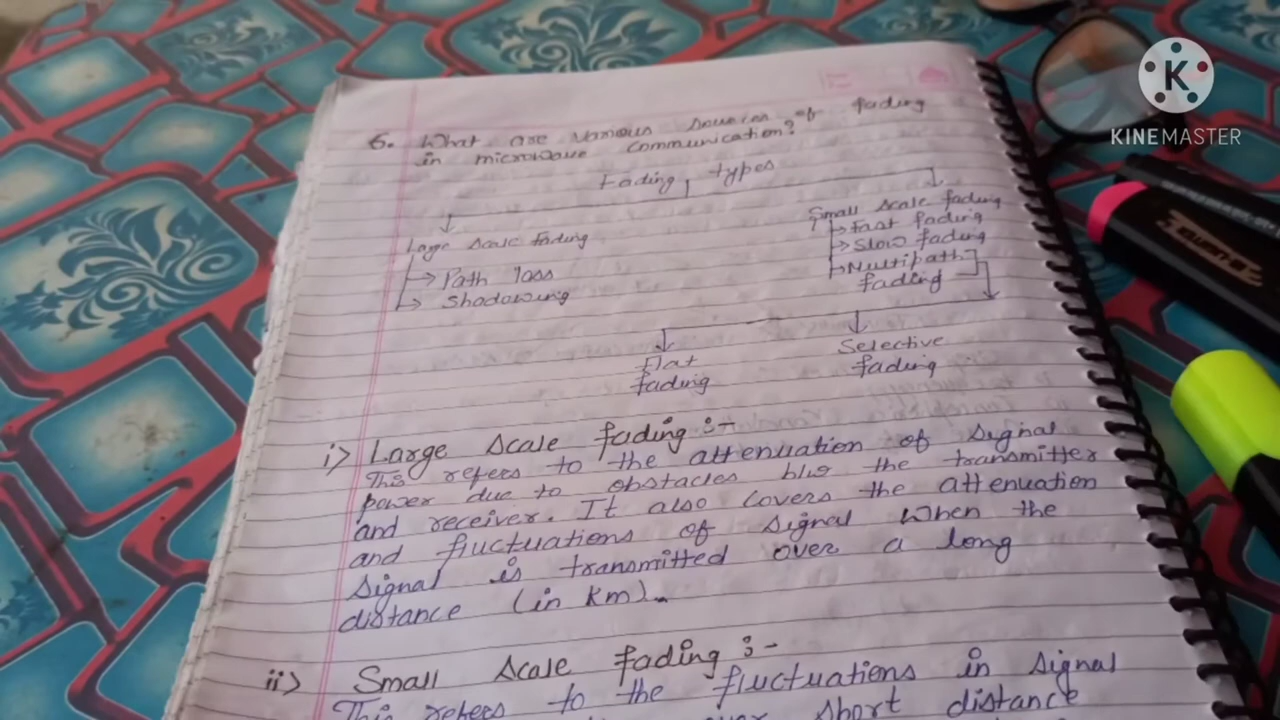 6. What are various sources of fading
in microwave communication?
Fading types
Large Scale Fading
Path loss
Shadowing
Small Scale fading
Fast fading
Slow fading
Multipath
fading
Flat
fading
Selective
fading
i) Large Scale fading :-
This refers to the attenuation of signal
power due to obstacles b/w the transmitter
and receiver. It also covers the attenuation
and fluctuations of signal when the
signal is transmitted over a long
distance (in Km).
ii) Small Scale fading :-
This refers to the fluctuations in signal
over short distance
K
KINEMASTER